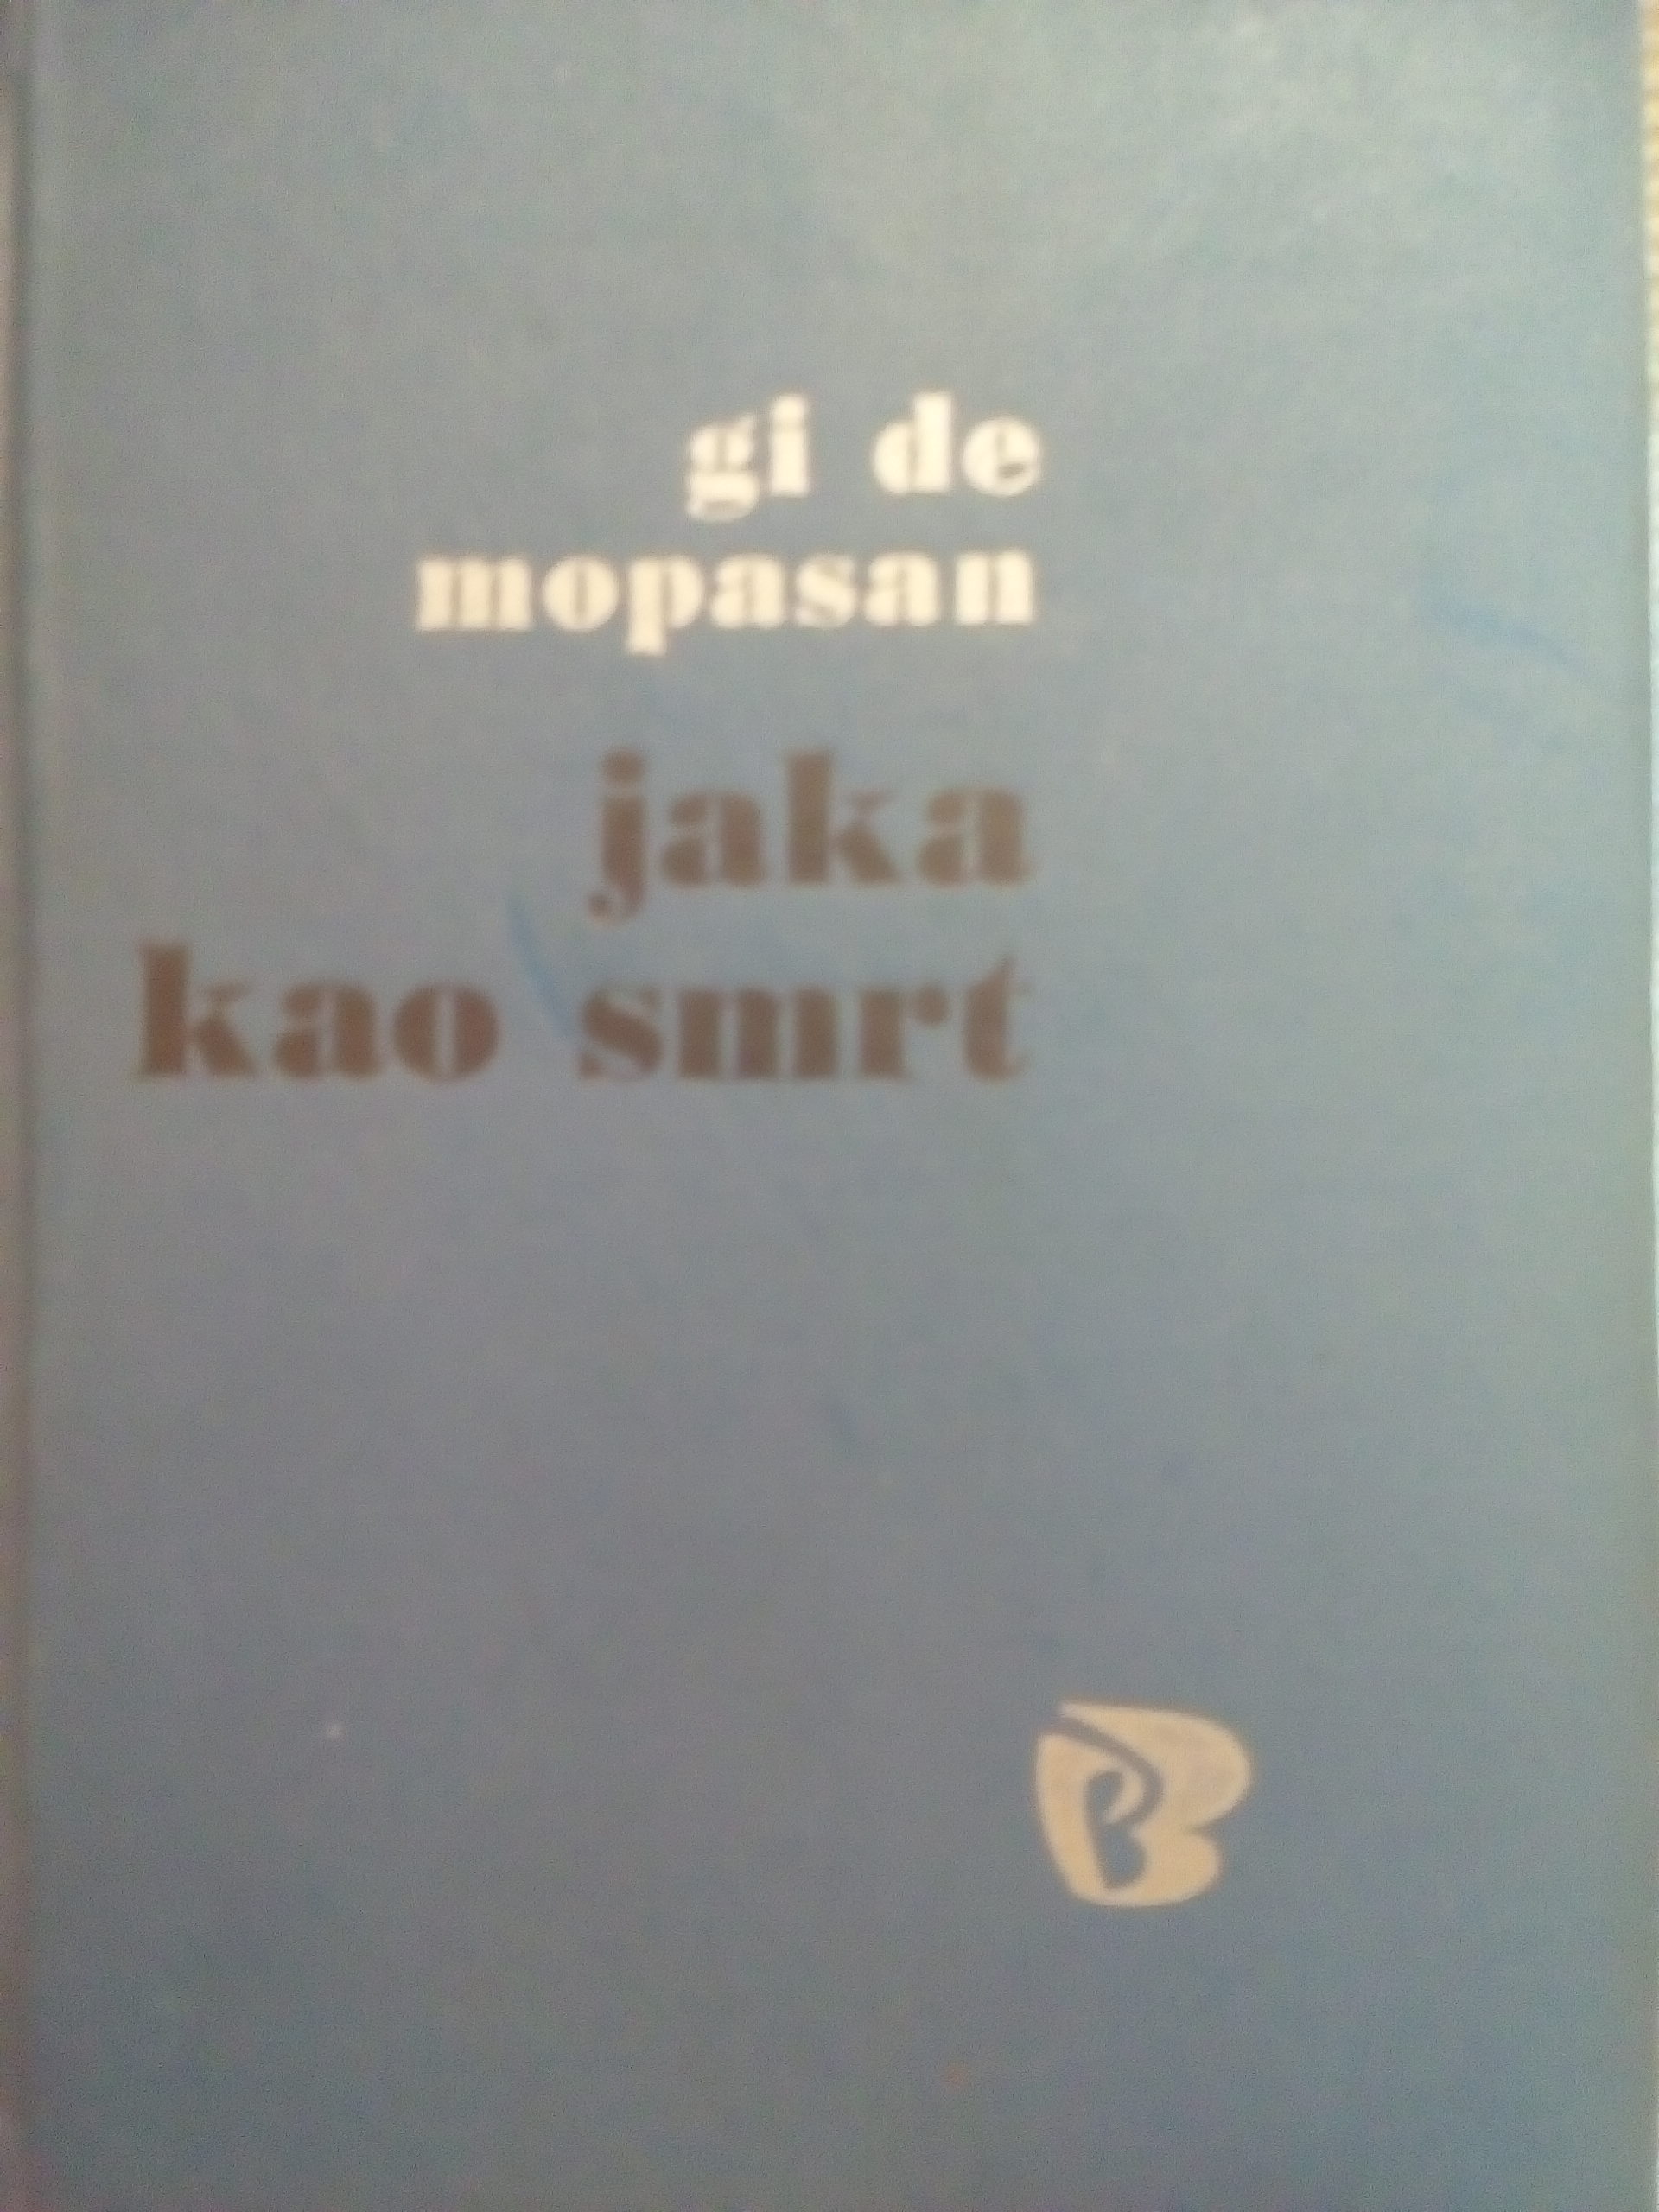 gi de
mopasan
jaka
kao smrt
B